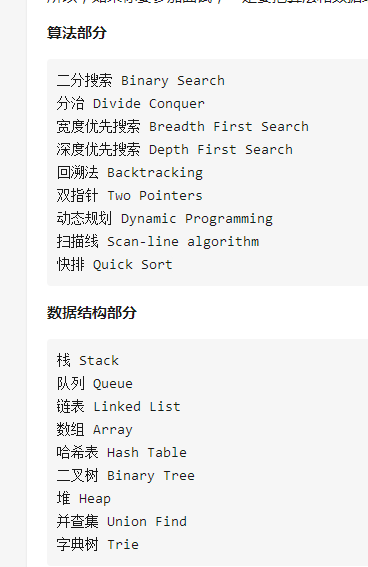 算法部分
二分搜索 Binary Search
分治 Divide Conquer
宽度优先搜索 Breadth First Search
深度优先搜索 Depth First Search
回溯法 Backtracking
双指针 Two Pointers
动态规划 Dynamic Programming
扫描线 Scan-line algorithm
快排 Quick Sort
数据结构部分
栈 Stack
队列 Queue
链表 Linked List
数组 Array
哈希表 Hash Table
二叉树 Binary Tree
堆 Heap
并查集 Union Find
字典树 Trie